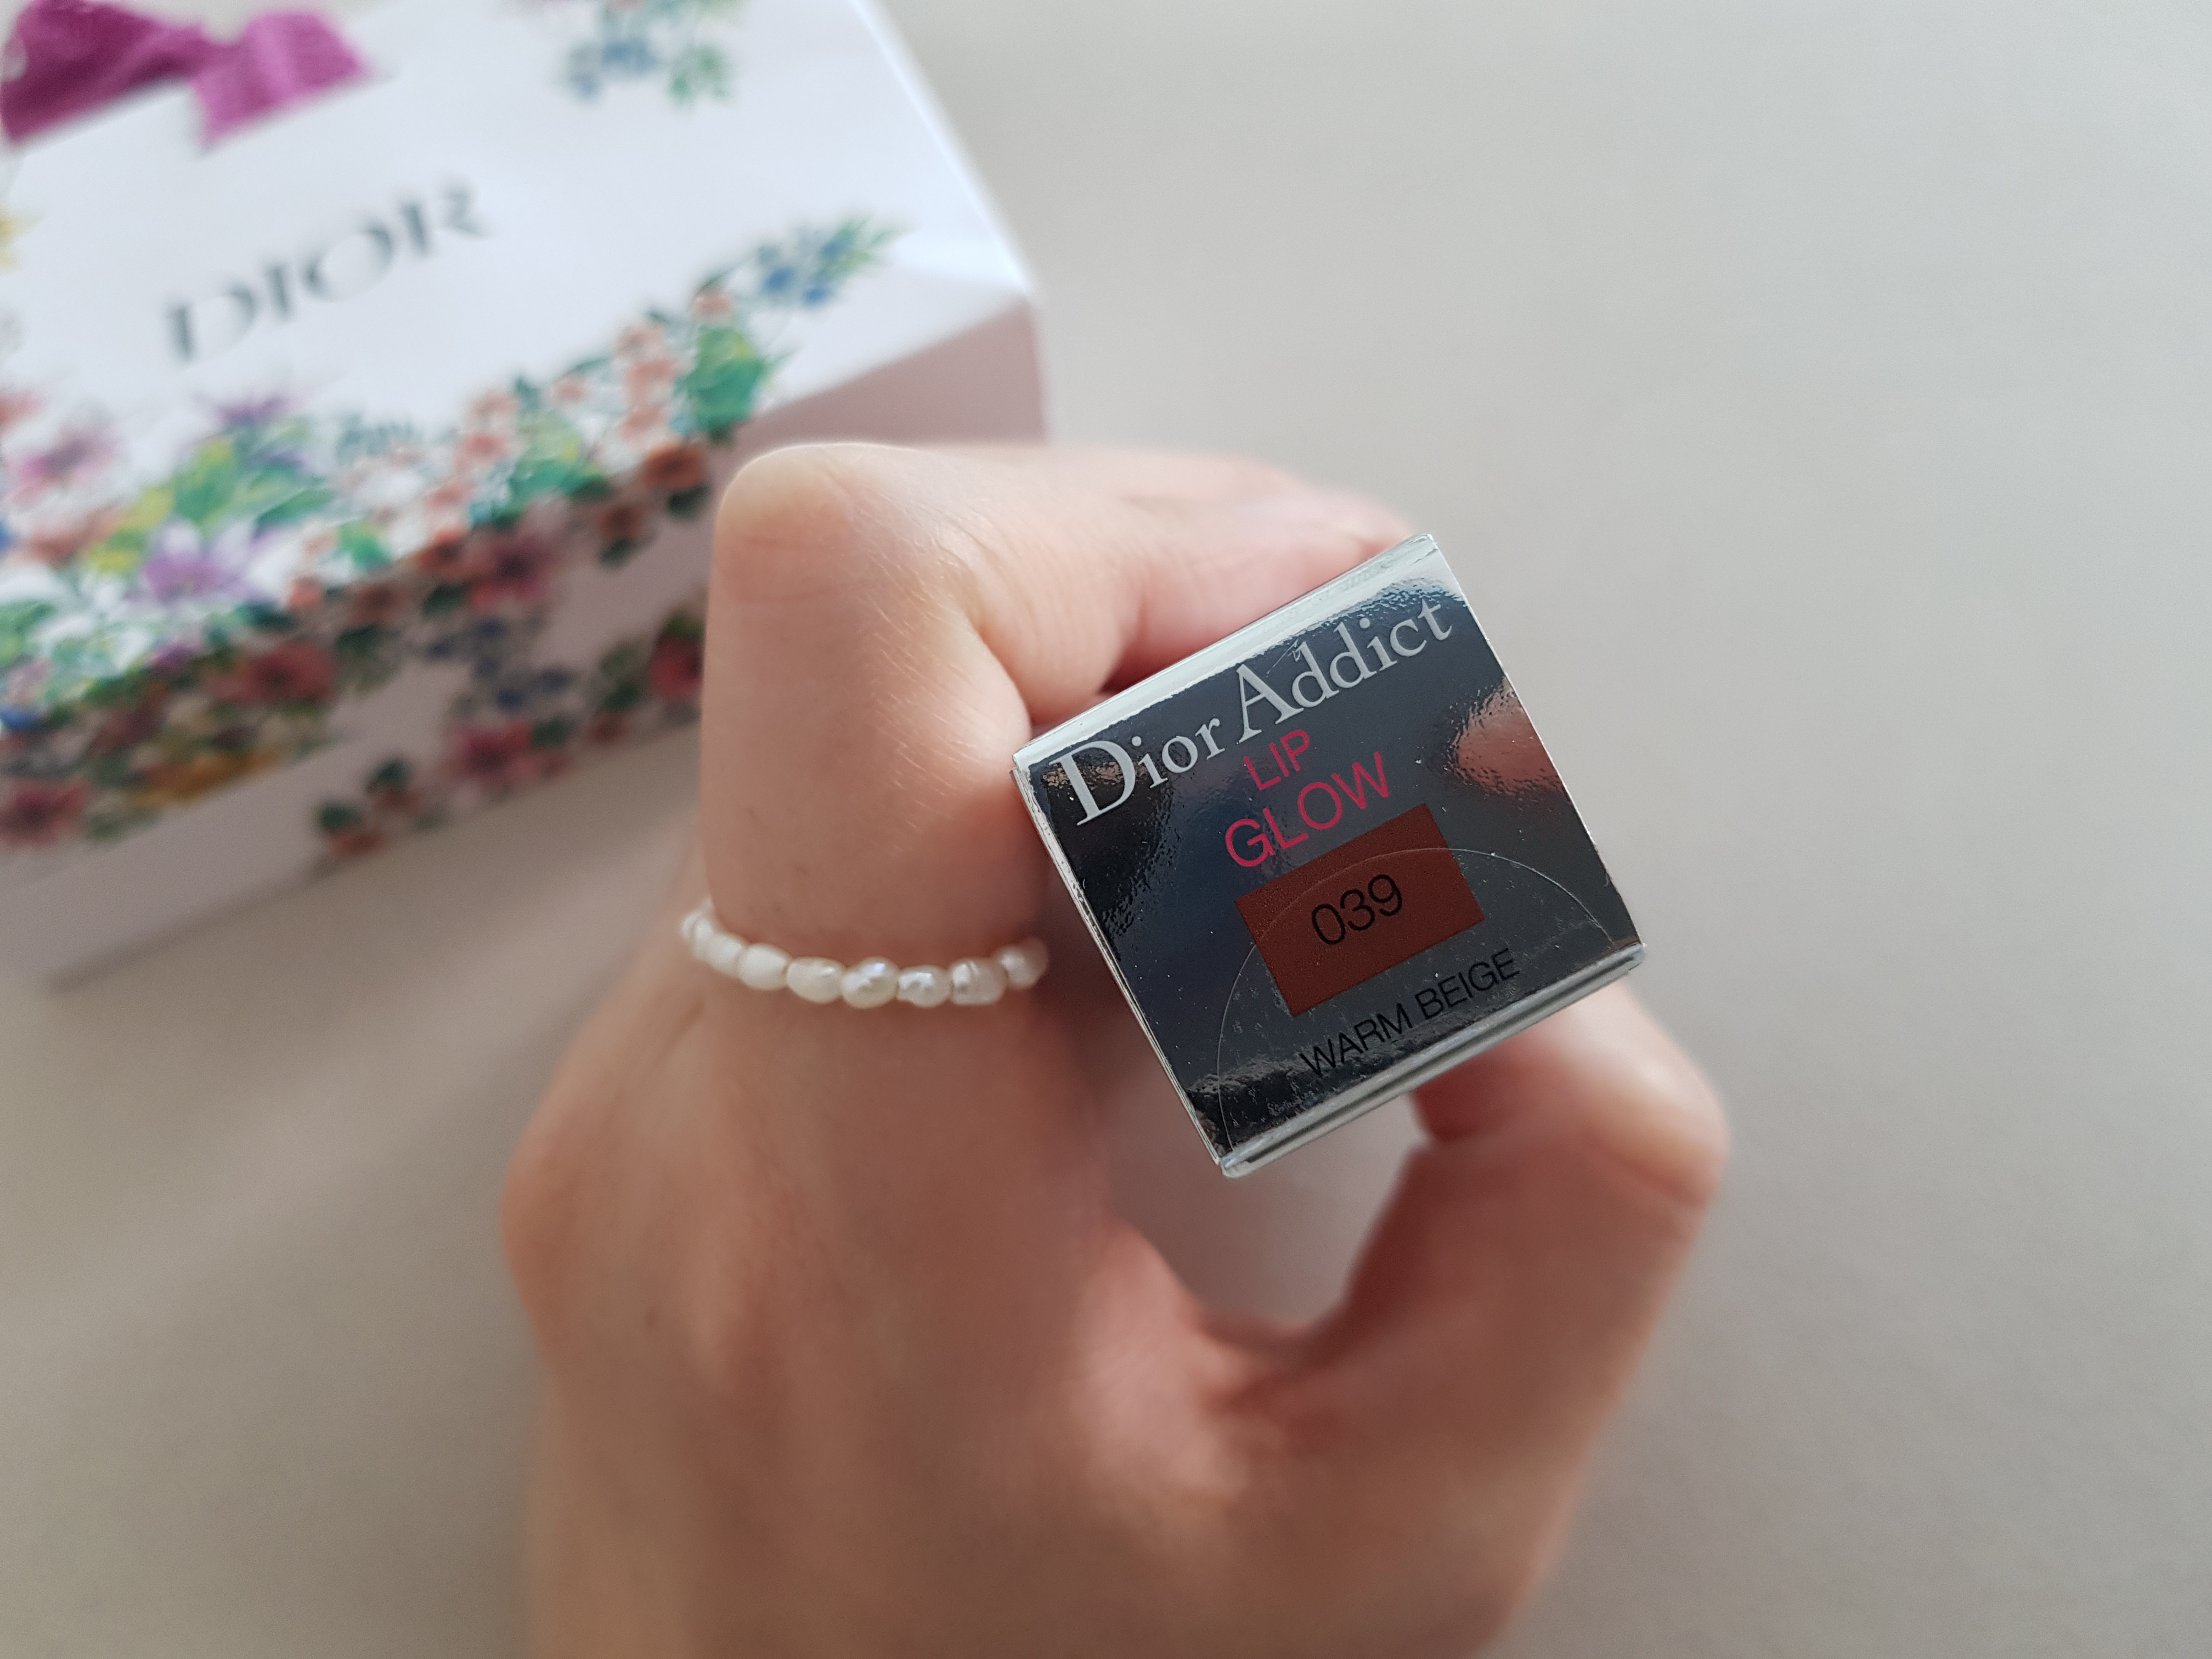 DIOR
Dior Addict
LIP
GLOW
039
WARM BEIGE